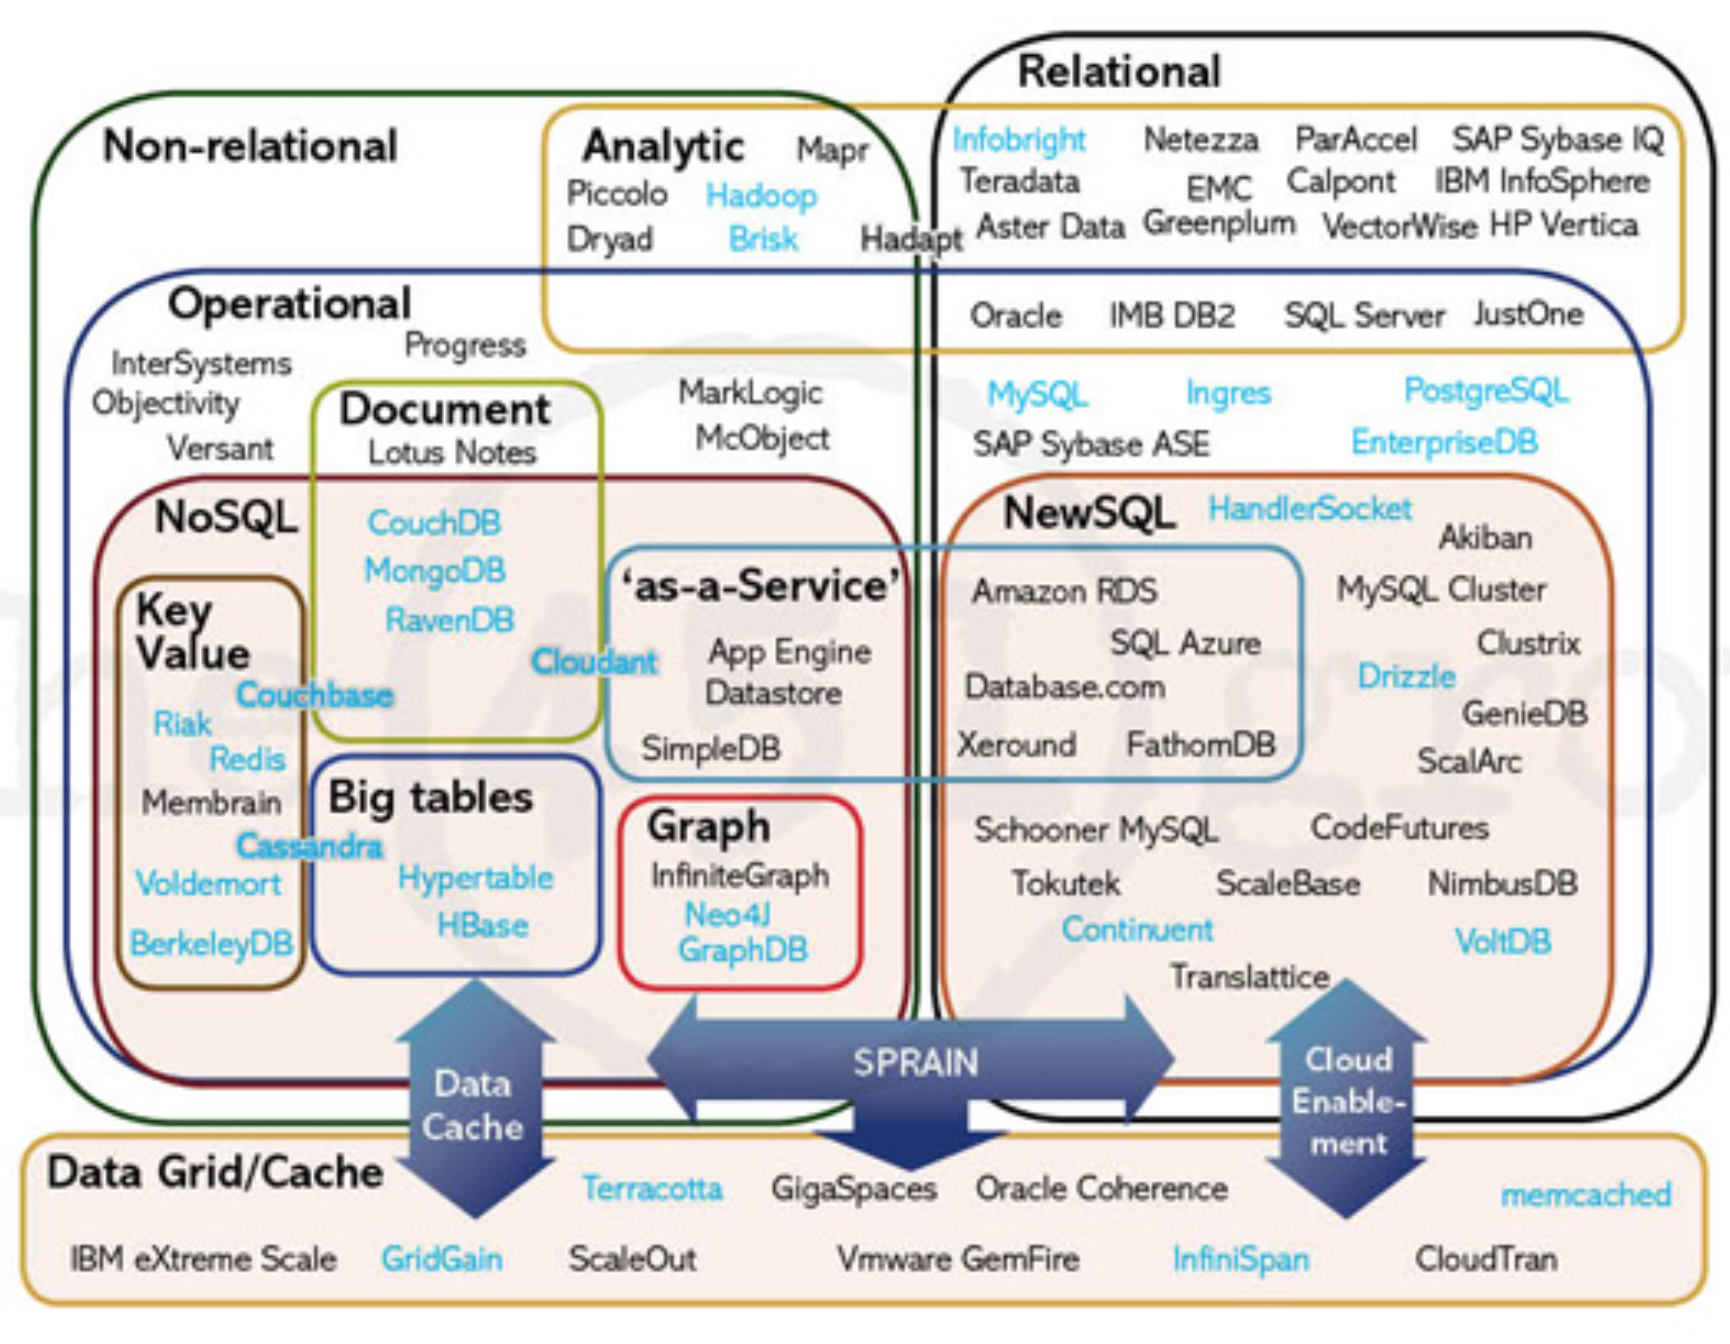 Relational
Non-relational
Analytic
Mapr
Piccolo
Hadoop
Dryad
Brisk
Hadapt
Infobright
Netezza
ParAccel
SAP Sybase IQ
Teradata
EMC
Greenplum
Calpont
IBM InfoSphere
Aster Data
VectorWise
HP Vertica
Operational
Oracle
IMB DB2
SQL Server
JustOne
InterSystems
Progress
Objectivity
Versant
MarkLogic
McObject
Document
Lotus Notes
MySQL
Ingres
PostgreSQL
SAP Sybase ASE
EnterpriseDB
NoSQL
CouchDB
MongoDB
RavenDB
Cloudant
Key
Value
Couchbase
Riak
Redis
Membrain
Cassandra
Voldemort
BerkeleyDB
Big tables
Hypertable
HBase
'as-a-Service'
App Engine
Datastore
SimpleDB
Graph
InfiniteGraph
Neo4J
GraphDB
NewSQL
HandlerSocket
Akiban
Amazon RDS
MySQL Cluster
SQL Azure
Clustrix
Database.com
Drizzle
GenieDB
Xeround
FathomDB
ScalArc
Schooner MySQL
CodeFutures
Tokutek
ScaleBase
NimbusDB
Continuent
VoltDB
Translattice
Data
Cache
SPRAIN
Cloud
Enable-
ment
Data Grid/Cache
Terracotta
GigaSpaces
Oracle Coherence
memcached
IBM eXtreme Scale
GridGain
ScaleOut
Vmware GemFire
InfiniSpan
CloudTran